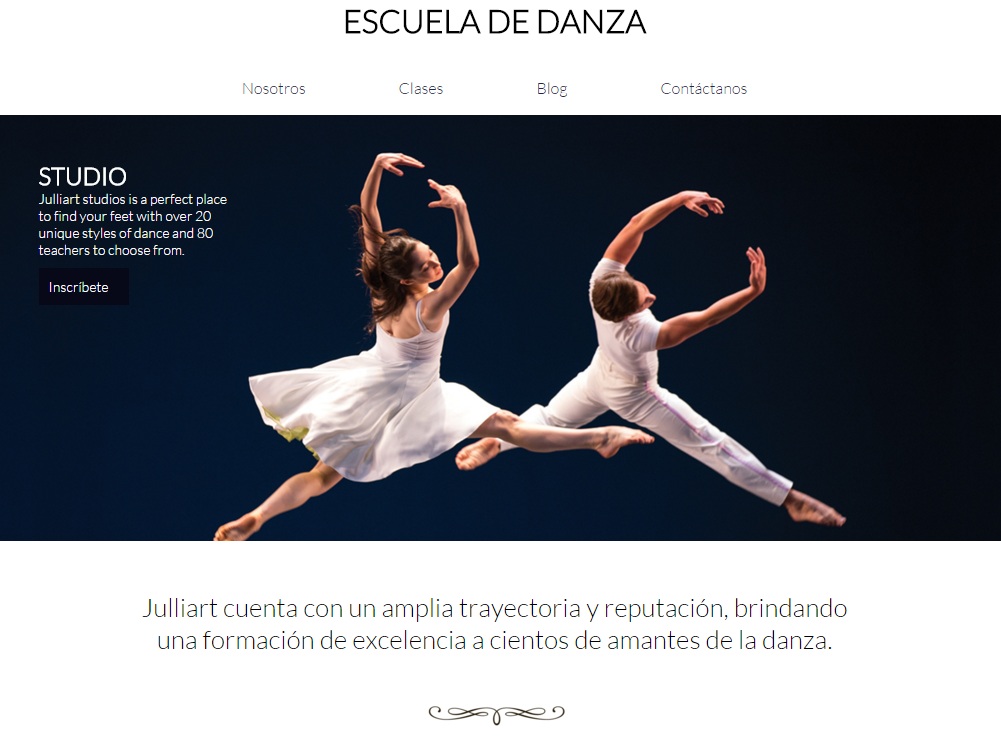 ESCUELA DE DANZA
Nosotros Clases Blog Contáctanos
STUDIO
Julliart studios is a perfect place
to find your feet with over 20
unique styles of dance and 80
teachers to choose from.
Inscríbete
Julliart cuenta con un amplia trayectoria y reputación, brindando
una formación de excelencia a cientos de amantes de la danza.